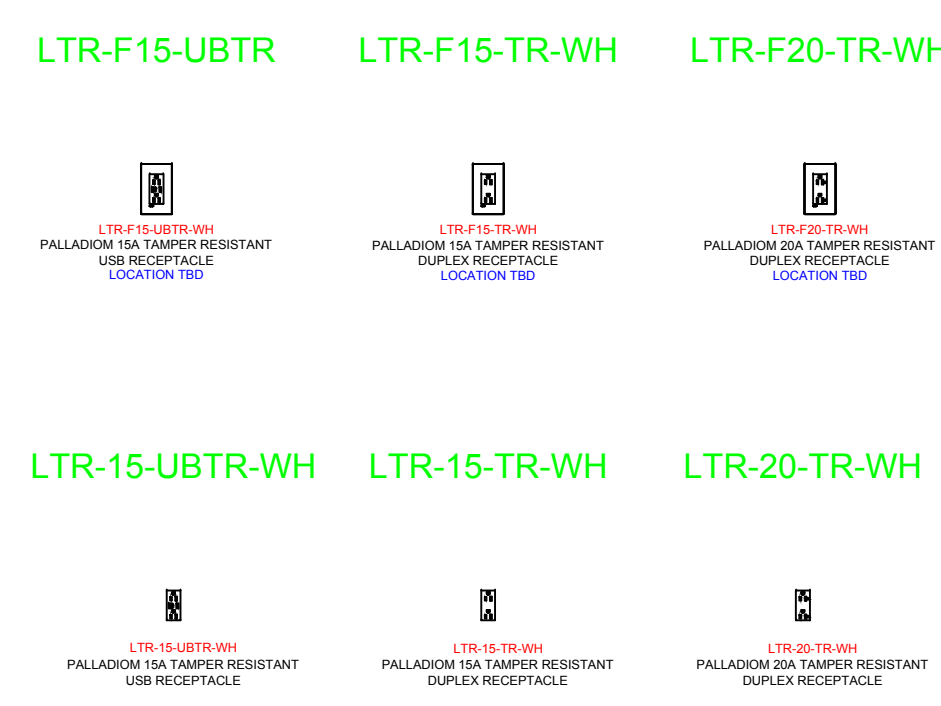 LTR-F15-UBTR
LTR-F15-TR-WH
LTR-F20-TR-WH
LTR-F15-UBTR-WH
PALLADIOM 15A TAMPER RESISTANT
USB RECEPTACLE
LOCATION TBD
LTR-F15-TR-WH
PALLADIOM 15A TAMPER RESISTANT
DUPLEX RECEPTACLE
LOCATION TBD
LTR-F20-TR-WH
PALLADIOM 20A TAMPER RESISTANT
DUPLEX RECEPTACLE
LOCATION TBD
LTR-15-UBTR-WH
LTR-15-TR-WH
LTR-20-TR-WH
LTR-15-UBTR-WH
PALLADIOM 15A TAMPER RESISTANT
USB RECEPTACLE
LTR-15-TR-WH
PALLADIOM 15A TAMPER RESISTANT
DUPLEX RECEPTACLE
LTR-20-TR-WH
PALLADIOM 20A TAMPER RESISTANT
DUPLEX RECEPTACLE